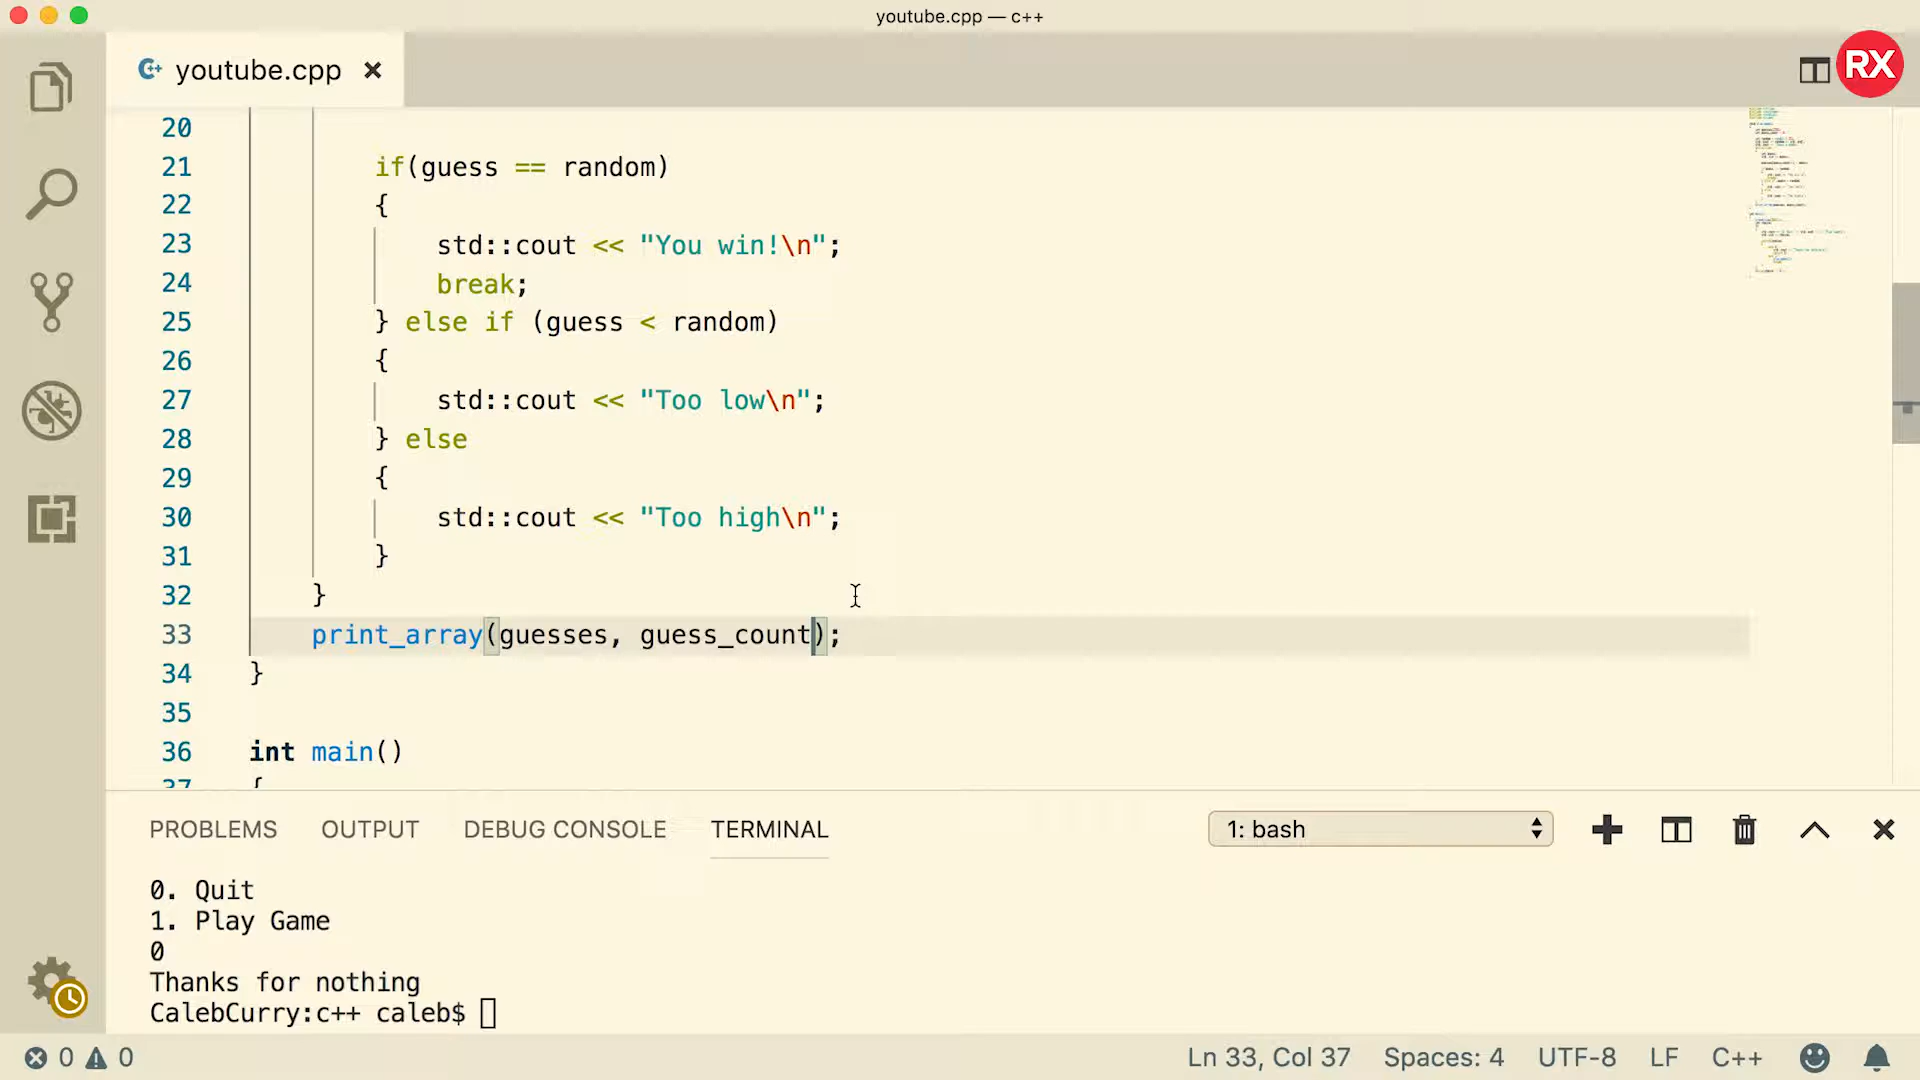 youtube.cpp — c++
youtube.cpp
RX
20
21 if(guess == random)
22 {
23 std::cout << "You win!\n";
24 break;
25 } else if (guess < random)
26 {
27 std::cout << "Too low\n";
28 } else
29 {
30 std::cout << "Too high\n";
31 }
32 }
33 print_array(guesses, guess_count);
34 }
35
36 int main()
37 {
PROBLEMS OUTPUT DEBUG CONSOLE TERMINAL 1: bash
0. Quit
1. Play Game
0
Thanks for nothing
CalebCurry:c++ caleb$
0 0 Ln 33, Col 37 Spaces: 4 UTF-8 LF C++